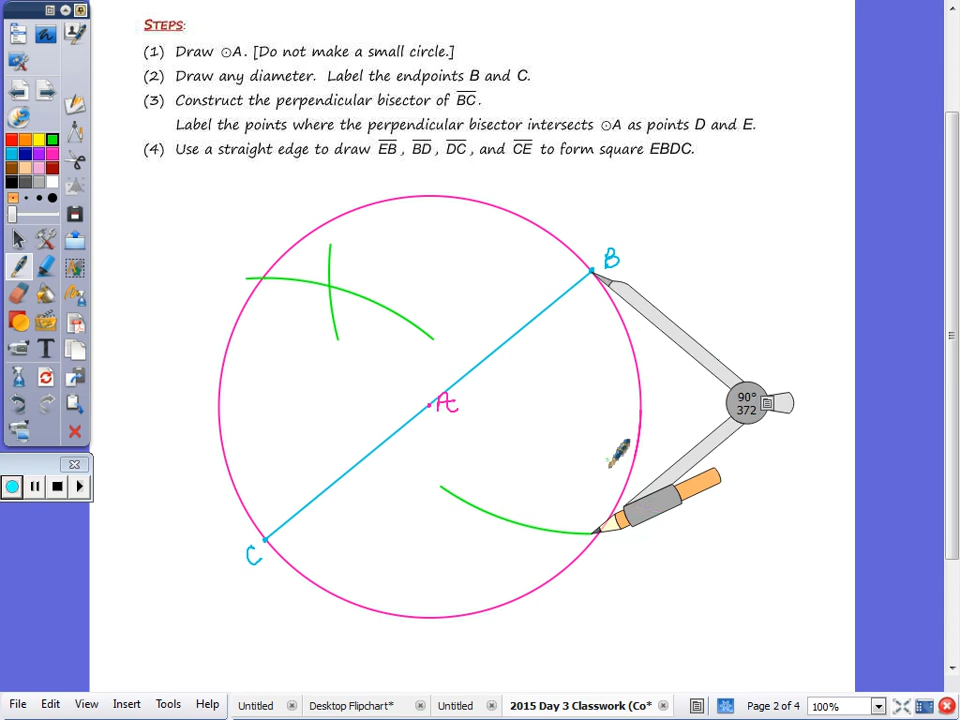 STEPS:
(1) Draw ⊙A. [Do not make a small circle.]
(2) Draw any diameter. Label the endpoints B and C.
(3) Construct the perpendicular bisector of BC.
Label the points where the perpendicular bisector intersects ⊙A as points D and E.
(4) Use a straight edge to draw EB, BD, DC, and CE to form square EBDC.
B
90°
372
A
C
File Edit View Insert Tools Help Untitled Desktop Flipchart* Untitled 2015 Day 3 Classwork (Co* Page 2 of 4 100%